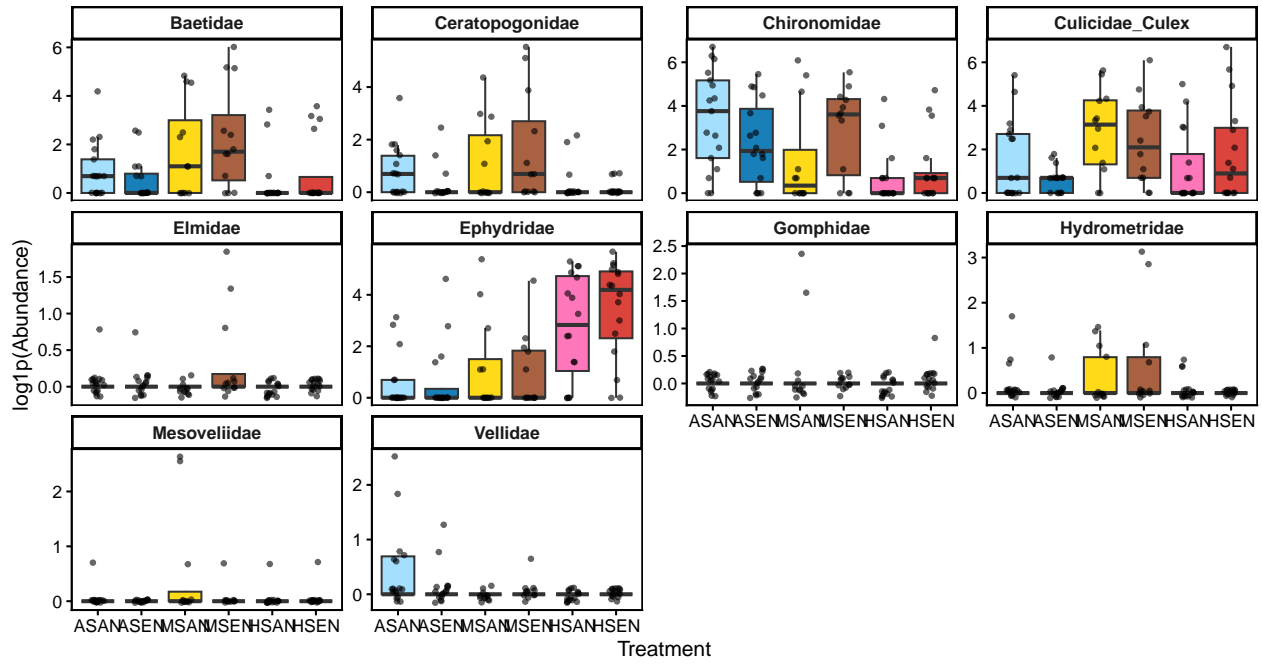 Baetidae
Ceratopogonidae
Chironomidae
Culicidae_Culex
6
4
2
0
4
2
0
6
4
2
0
6
4
2
0
Elmidae
Ephydridae
Gomphidae
Hydrometridae
1.5
1.0
0.5
0.0
4
2
0
2.5
2.0
1.5
1.0
0.5
0.0
3
2
1
0
ASAN ASEN MSAN MSEN HSAN HSEN
ASAN ASEN MSAN MSEN HSAN HSEN
Mesoveliidae
Vellidae
2
1
0
2
1
0
ASAN ASEN MSAN MSEN HSAN HSEN
ASAN ASEN MSAN MSEN HSAN HSEN
Treatment
log1p(Abundance)